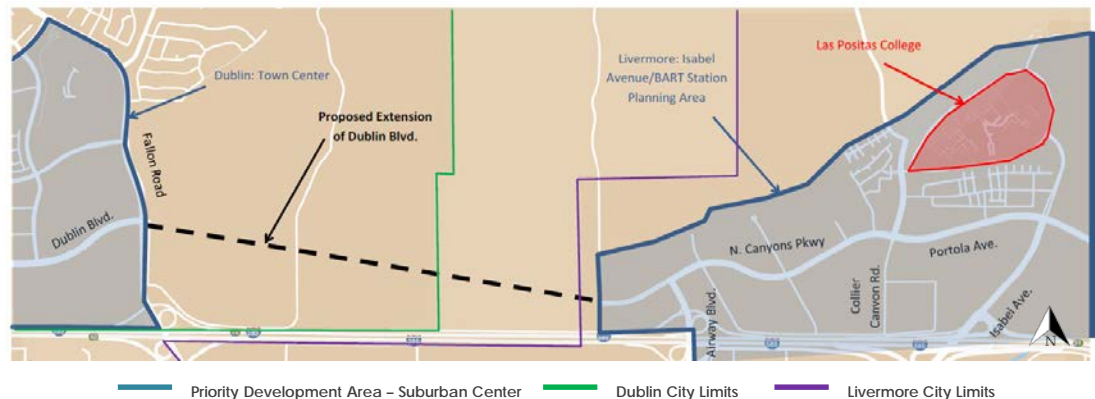 Las Positas College
Dublin: Town Center
Livermore: Isabel
Avenue/BART Station
Planning Area
Proposed Extension
of Dublin Blvd.
Fallon Road
Dublin Blvd.
N. Canyons Pkwy
Portola Ave.
Collier
Canyon Rd.
Airway Blvd.
Isabel Ave.
N
Priority Development Area – Suburban Center
Dublin City Limits
Livermore City Limits